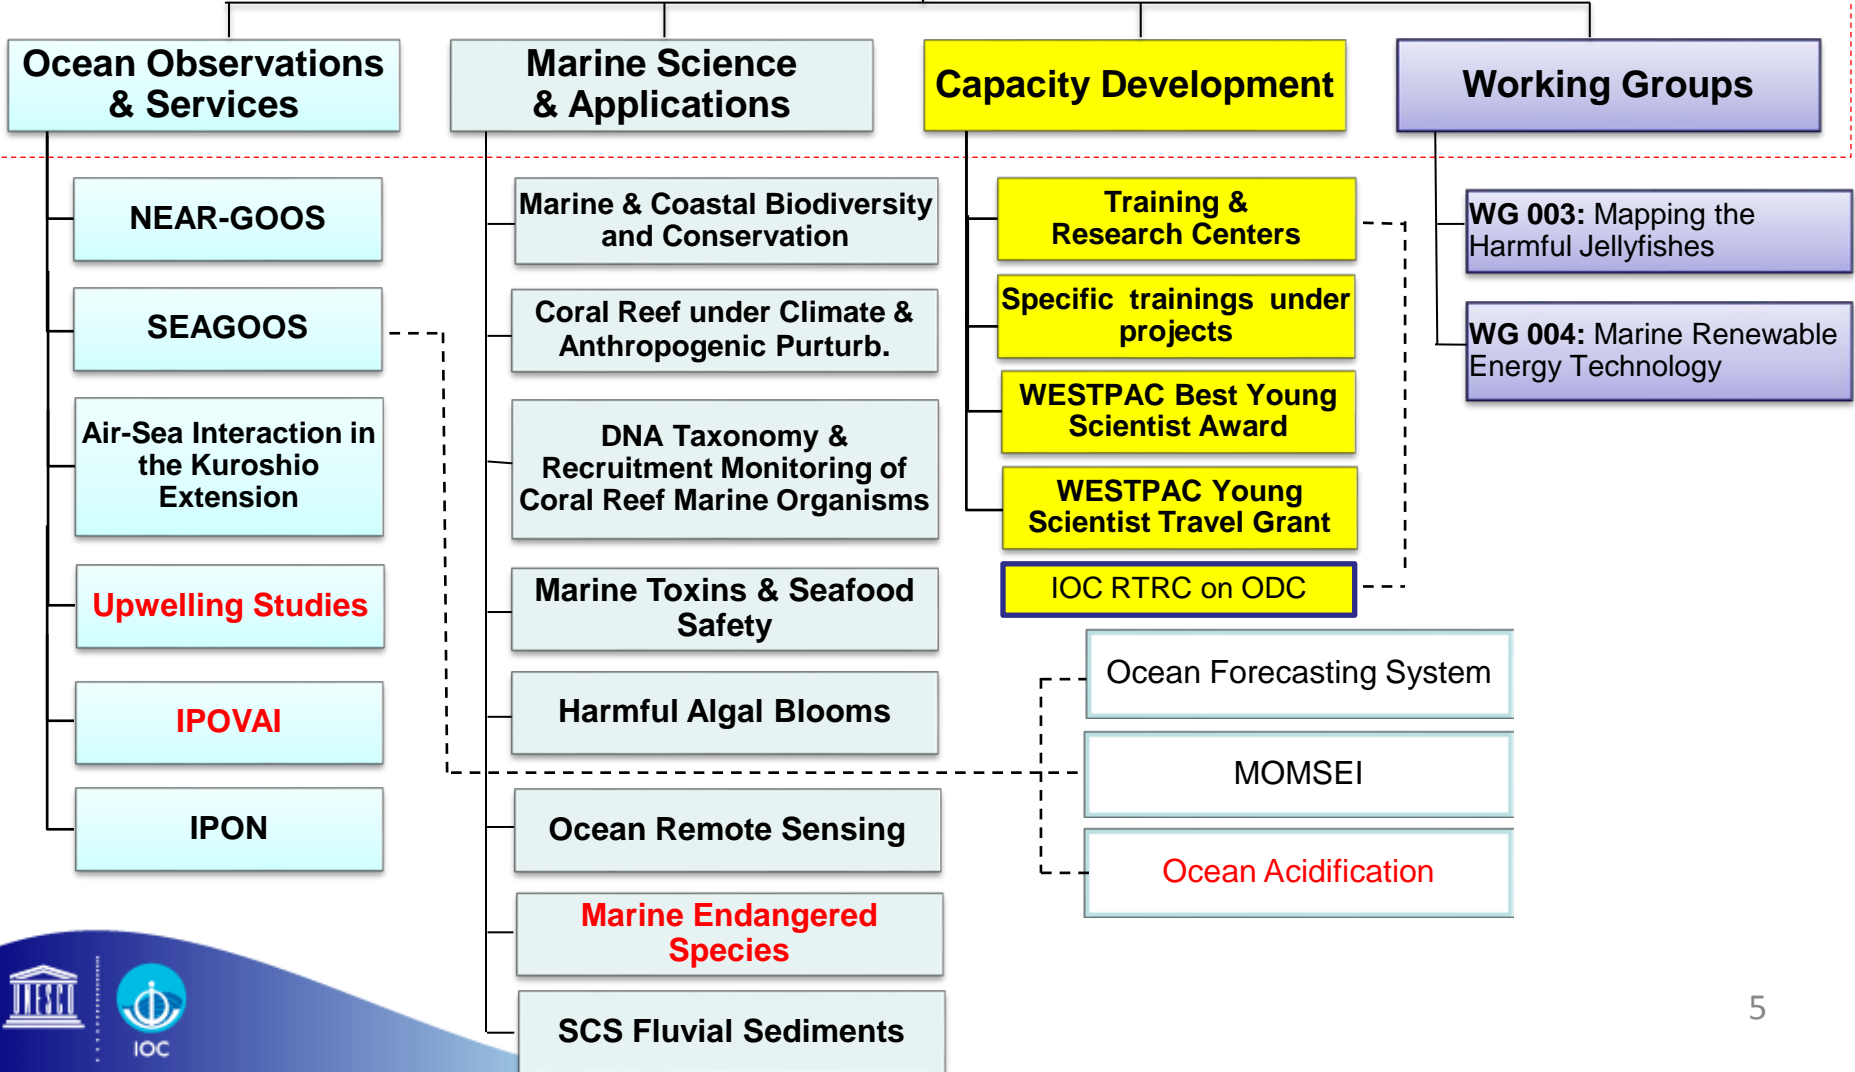 Ocean Observations
& Services
Marine Science
& Applications
Capacity Development
Working Groups
NEAR-GOOS
SEAGOOS
Air-Sea Interaction in
the Kuroshio
Extension
Upwelling Studies
IPOVAI
IPON
Marine & Coastal Biodiversity
and Conservation
Coral Reef under Climate &
Anthropogenic Purturb.
DNA Taxonomy &
Recruitment Monitoring of
Coral Reef Marine Organisms
Marine Toxins & Seafood
Safety
Harmful Algal Blooms
Ocean Remote Sensing
Marine Endangered
Species
SCS Fluvial Sediments
Training &
Research Centers
Specific trainings under
projects
WESTPAC Best Young
Scientist Award
WESTPAC Young
Scientist Travel Grant
IOC RTRC on ODC
Ocean Forecasting System
MOMSEI
Ocean Acidification
WG 003: Mapping the
Harmful Jellyfishes
WG 004: Marine Renewable
Energy Technology
UNESCO
IOC
5